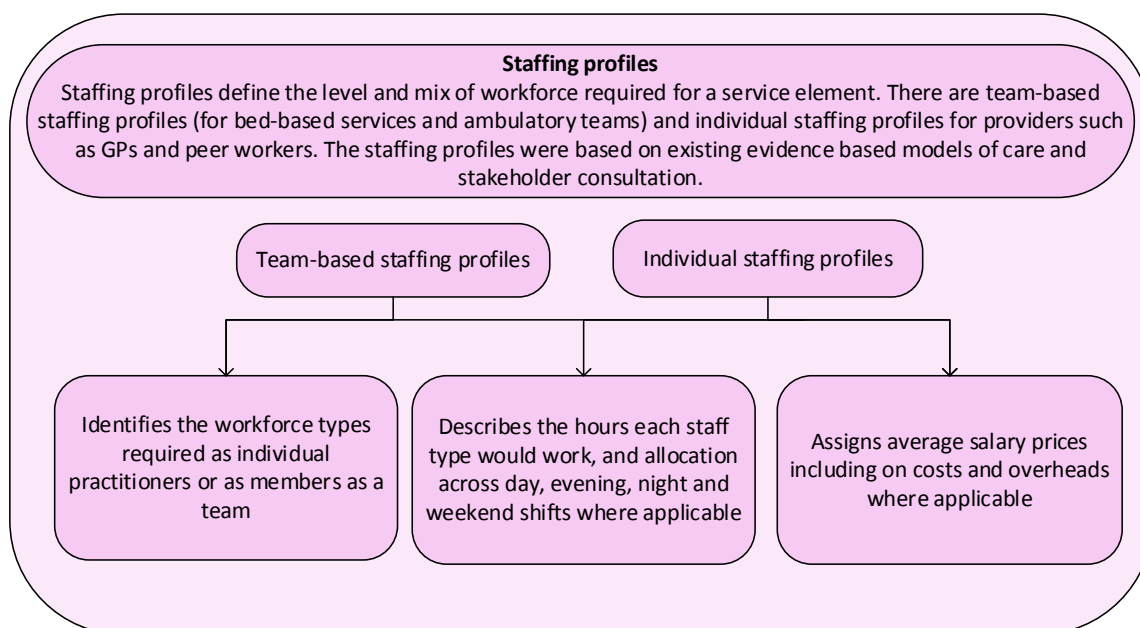 Staffing profiles
Staffing profiles define the level and mix of workforce required for a service element. There are team-based
staffing profiles (for bed-based services and ambulatory teams) and individual staffing profiles for providers such
as GPs and peer workers. The staffing profiles were based on existing evidence based models of care and
stakeholder consultation.
Team-based staffing profiles
Individual staffing profiles
Identifies the workforce types
required as individual
practitioners or as members as a
team
Describes the hours each staff
type would work, and allocation
across day, evening, night and
weekend shifts where applicable
Assigns average salary prices
including on costs and overheads
where applicable